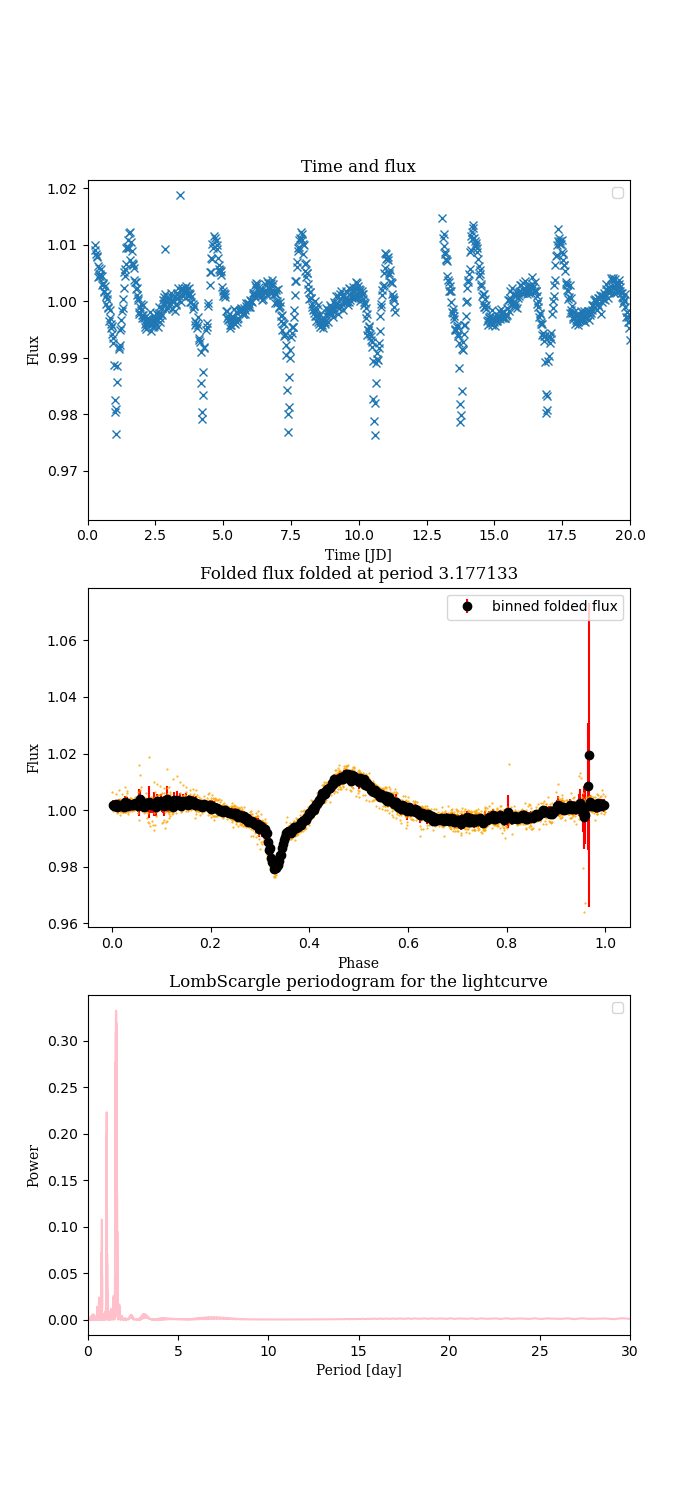 Time and flux
1.02
1.01
1.00
0.99
0.98
0.97
Flux
0.0 2.5 5.0 7.5 10.0 12.5 15.0 17.5 20.0
Time [JD]
Folded flux folded at period 3.177133
binned folded flux
1.06
1.04
1.02
1.00
0.98
0.96
Flux
0.0 0.2 0.4 0.6 0.8 1.0
Phase
LombScargle periodogram for the lightcurve
0.30
0.25
0.20
0.15
0.10
0.05
0.00
Power
0 5 10 15 20 25 30
Period [day]